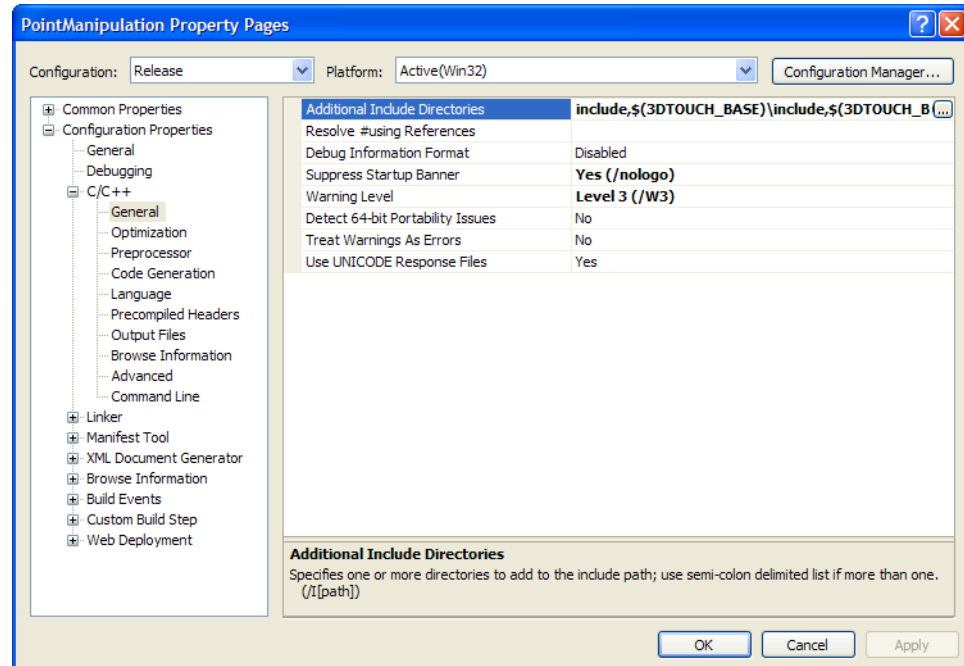 PointManipulation Property Pages
Configuration: Release Platform: Active(Win32) Configuration Manager...
Common Properties
Configuration Properties
General
Debugging
C/C++
General
Optimization
Preprocessor
Code Generation
Language
Precompiled Headers
Output Files
Browse Information
Advanced
Command Line
Linker
Manifest Tool
XML Document Generator
Browse Information
Build Events
Custom Build Step
Web Deployment
Additional Include Directories include,$(3DTOUCH_BASE)\include,$(3DTOUCH_B ...
Resolve #using References
Debug Information Format Disabled
Suppress Startup Banner Yes (/nologo)
Warning Level Level 3 (/W3)
Detect 64-bit Portability Issues No
Treat Warnings As Errors No
Use UNICODE Response Files Yes
Additional Include Directories
Specifies one or more directories to add to the include path; use semi-colon delimited list if more than one.
(/I[path])
OK Cancel Apply